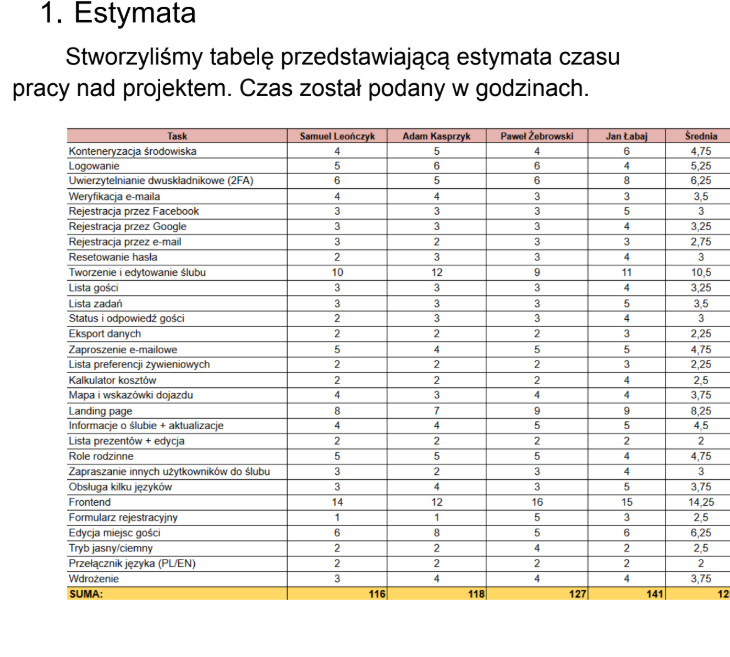 1. Estymata
Stworzyliśmy tabelę przedstawiającą estymata czasu
pracy nad projektem. Czas został podany w godzinach.
Task Samuel Leończyk Adam Kasprzyk Paweł Żebrowski Jan Łabaj Średnia
Konteneryzacja środowiska 4 5 4 6 4,75
Logowanie 5 6 6 4 5,25
Uwierzytelnianie dwuskładnikowe (2FA) 6 5 6 8 6,25
Weryfikacja e-maila 4 4 3 3 3,5
Rejestracja przez Facebook 3 3 3 5 3
Rejestracja przez Google 3 3 3 4 3,25
Rejestracja przez e-mail 3 2 3 3 2,75
Resetowanie hasła 2 3 3 4 3
Tworzenie i edytowanie ślubu 10 12 9 11 10,5
Lista gości 3 3 3 4 3,25
Lista zadań 3 3 3 5 3,5
Status i odpowiedź gości 2 3 3 4 3
Eksport danych 2 2 2 3 2,25
Zaproszenie e-mailowe 5 4 5 5 4,75
Lista preferencji żywieniowych 2 2 2 3 2,25
Kalkulator kosztów 2 2 2 4 2,5
Mapa i wskazówki dojazdu 4 3 4 4 3,75
Landing page 8 7 9 9 8,25
Informacje o ślubie + aktualizacje 4 4 5 5 4,5
Lista prezentów + edycja 2 2 2 2 2
Role rodzinne 5 5 5 4 4,75
Zapraszanie innych użytkowników do ślubu 3 2 3 4 3
Obsługa kilku języków 3 4 3 5 3,75
Frontend 14 12 16 15 14,25
Formularz rejestracyjny 1 1 5 3 2,5
Edycja miejsc gości 6 8 5 6 6,25
Tryb jasny/ciemny 2 2 4 2 2,5
Przełącznik języka (PL/EN) 2 2 2 2 2
Wdrożenie 3 4 4 4 3,75
SUMA: 116 118 127 141